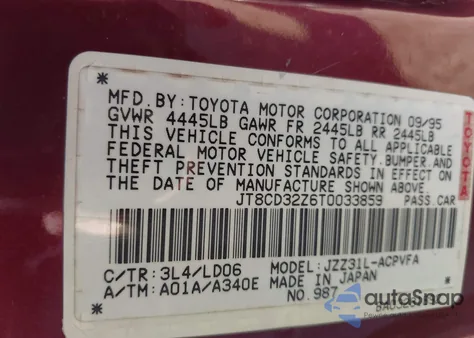 MFD. BY: TOYOTA MOTOR CORPORATION 09/95
GVWR 4445LB GAWR FR 2445LB RR 2445LB
THIS VEHICLE CONFORMS TO ALL APPLICABLE
FEDERAL MOTOR VEHICLE SAFETY, BUMPER, AND
THEFT PREVENTION STANDARDS IN EFFECT ON
THE DATE OF MANUFACTURE SHOWN ABOVE.
JT8CD32Z6T0033859 PASS.CAR
C/TR: 3L4/LD06 MODEL: JZZ31L-ACPVFA
A/TM: A01A/A340E MADE IN JAPAN
NO. 987
TOYOTA
autoSnap